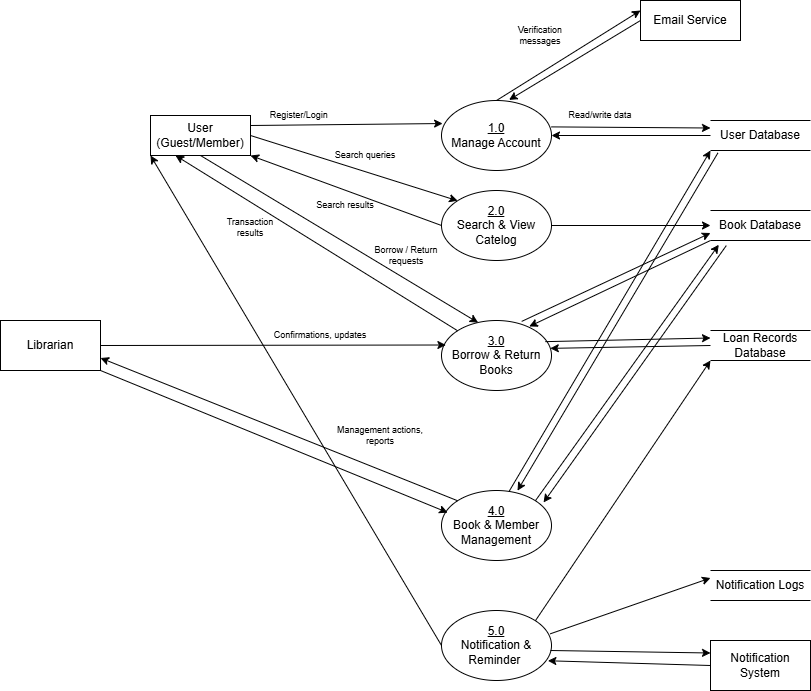 Email Service
Verification
messages
Register/Login
Read/write data
User
(Guest/Member)
1.0
Manage Account
User Database
Search queries
Search results
2.0
Search & View
Catelog
Book Database
Transaction
results
Borrow / Return
requests
Librarian
Confirmations, updates
3.0
Borrow & Return
Books
Loan Records
Database
Management actions,
reports
4.0
Book & Member
Management
Notification Logs
5.0
Notification &
Reminder
Notification
System